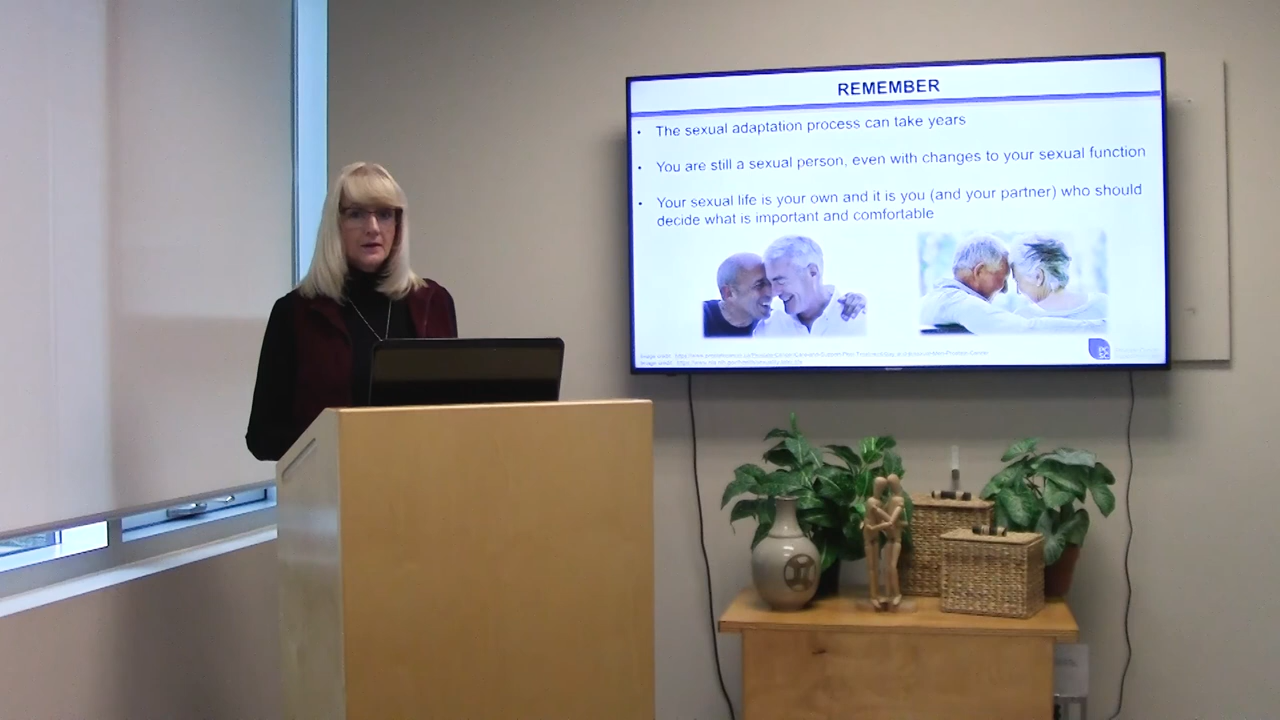 REMEMBER
• The sexual adaptation process can take years
• You are still a sexual person, even with changes to your sexual function
• Your sexual life is your own and it is you (and your partner) who should
decide what is important and comfortable